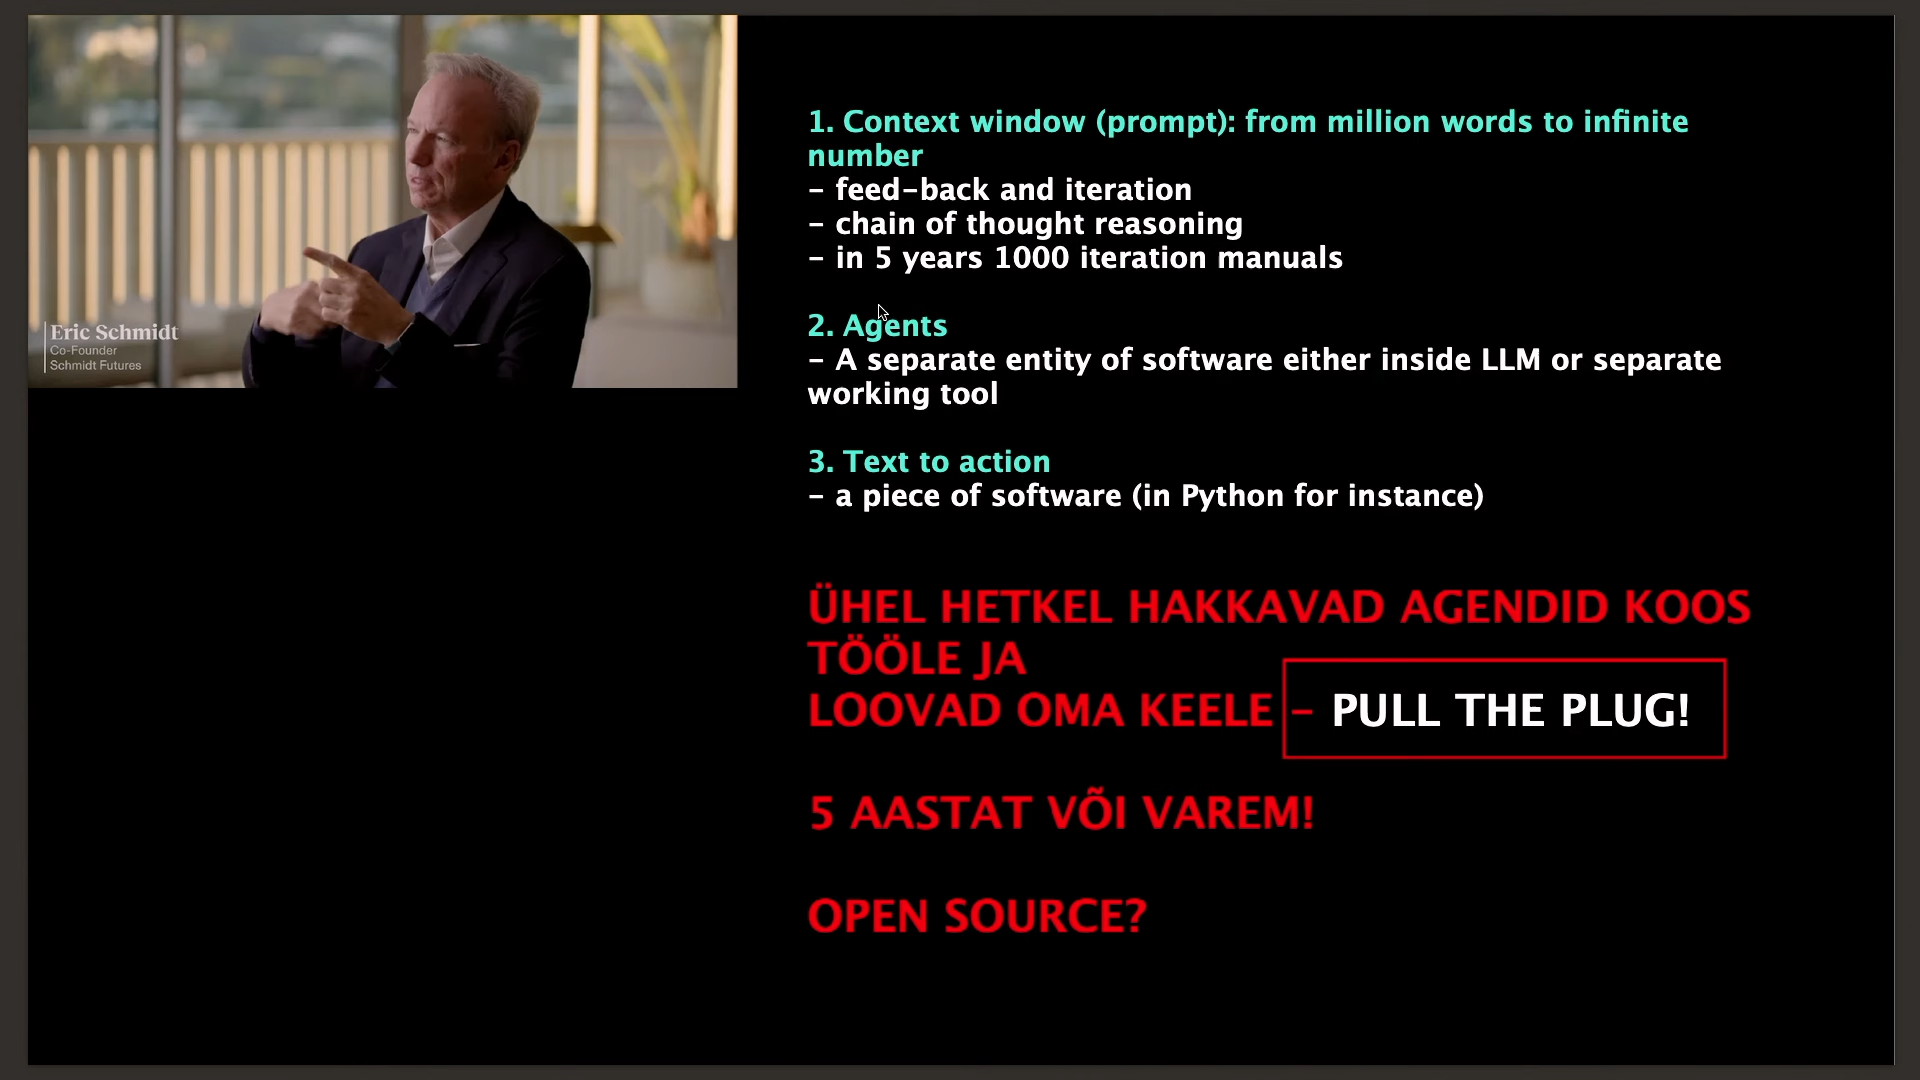 Eric Schmidt
Co-Founder
Schmidt Futures
1. Context window (prompt): from million words to infinite
number
- feed-back and iteration
- chain of thought reasoning
- in 5 years 1000 iteration manuals
2. Agents
- A separate entity of software either inside LLM or separate
working tool
3. Text to action
- a piece of software (in Python for instance)
ÜHEL HETKEL HAKKAVAD AGENDID KOOS
TÖÖLE JA
LOOVAD OMA KEELE - PULL THE PLUG!
5 AASTAT VÕI VAREM!
OPEN SOURCE?